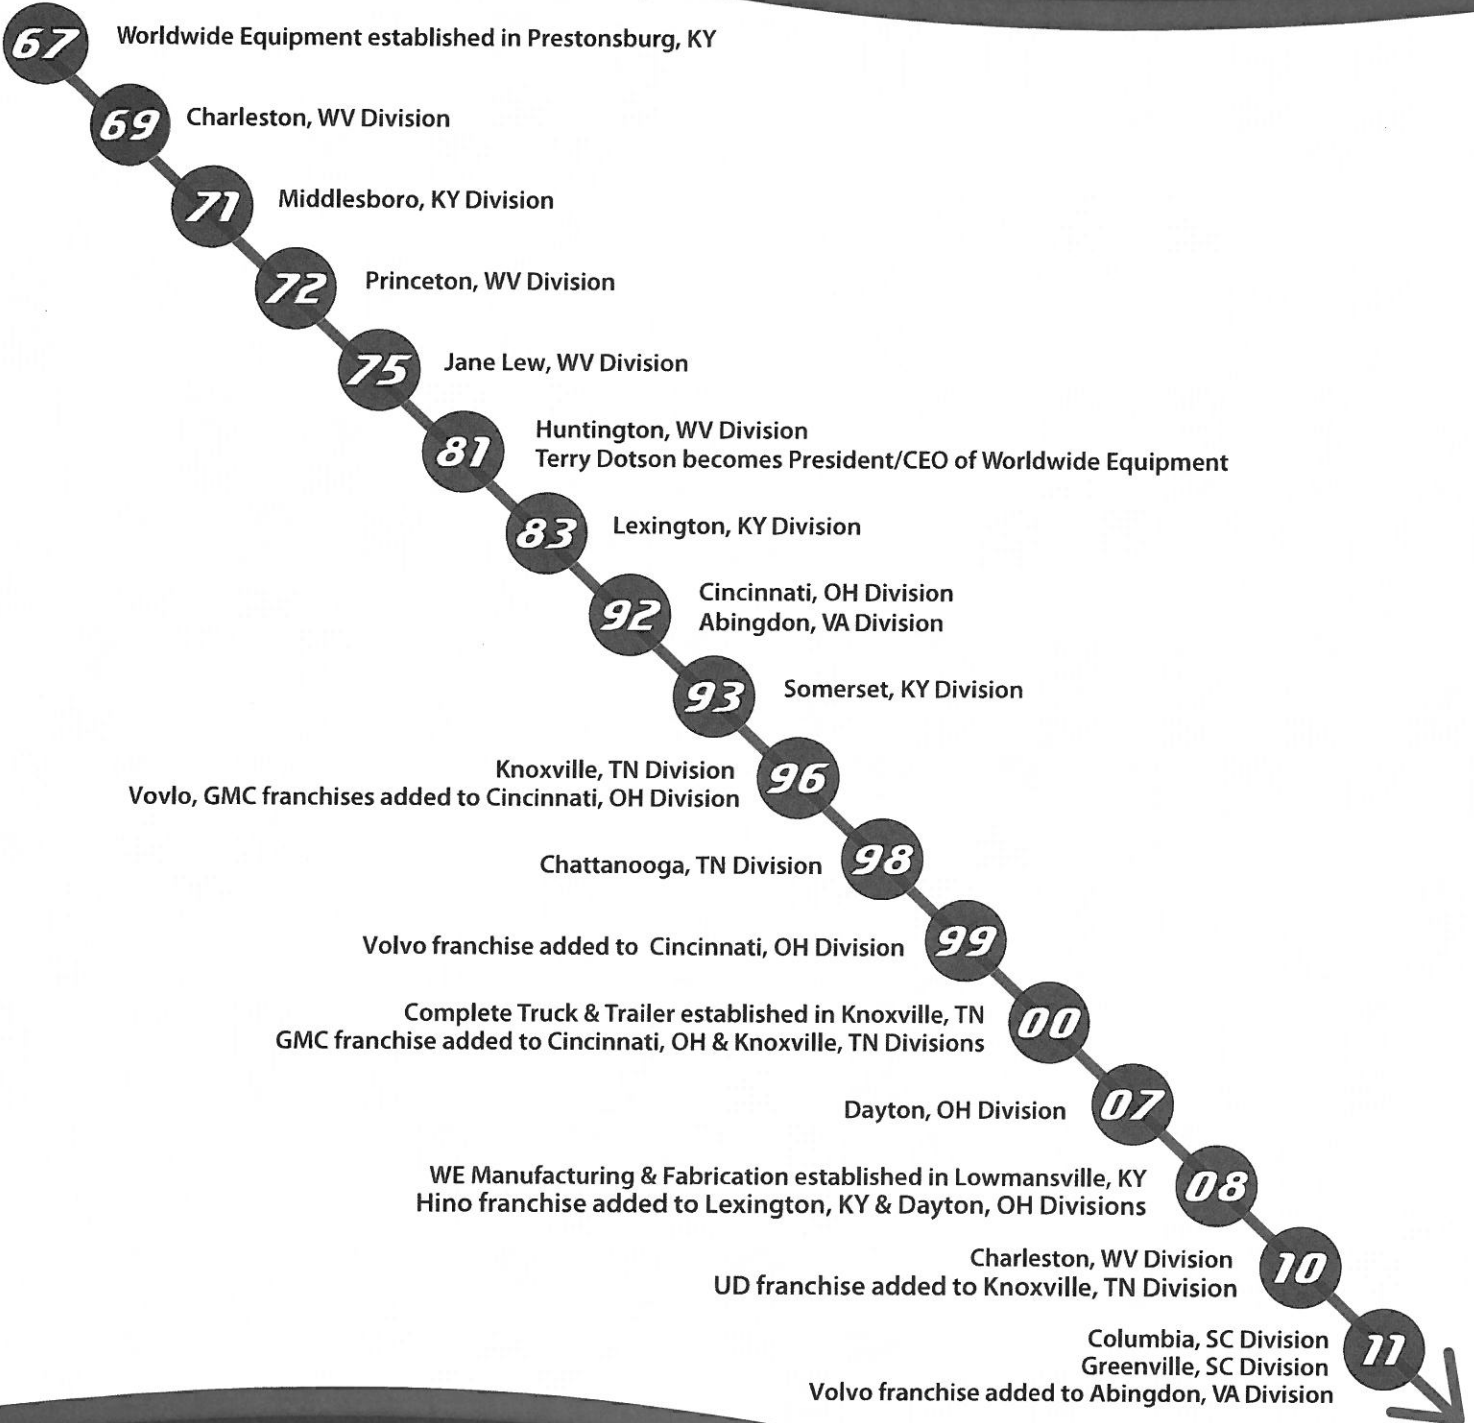 67
Worldwide Equipment established in Prestonsburg, KY
69
Charleston, WV Division
71
Middlesboro, KY Division
72
Princeton, WV Division
75
Jane Lew, WV Division
81
Huntington, WV Division
Terry Dotson becomes President/CEO of Worldwide Equipment
83
Lexington, KY Division
92
Cincinnati, OH Division
Abingdon, VA Division
93
Somerset, KY Division
96
Knoxville, TN Division
Vovlo, GMC franchises added to Cincinnati, OH Division
98
Chattanooga, TN Division
99
Volvo franchise added to Cincinnati, OH Division
00
Complete Truck & Trailer established in Knoxville, TN
GMC franchise added to Cincinnati, OH & Knoxville, TN Divisions
07
Dayton, OH Division
08
WE Manufacturing & Fabrication established in Lowmansville, KY
Hino franchise added to Lexington, KY & Dayton, OH Divisions
10
Charleston, WV Division
UD franchise added to Knoxville, TN Division
11
Columbia, SC Division
Greenville, SC Division
Volvo franchise added to Abingdon, VA Division